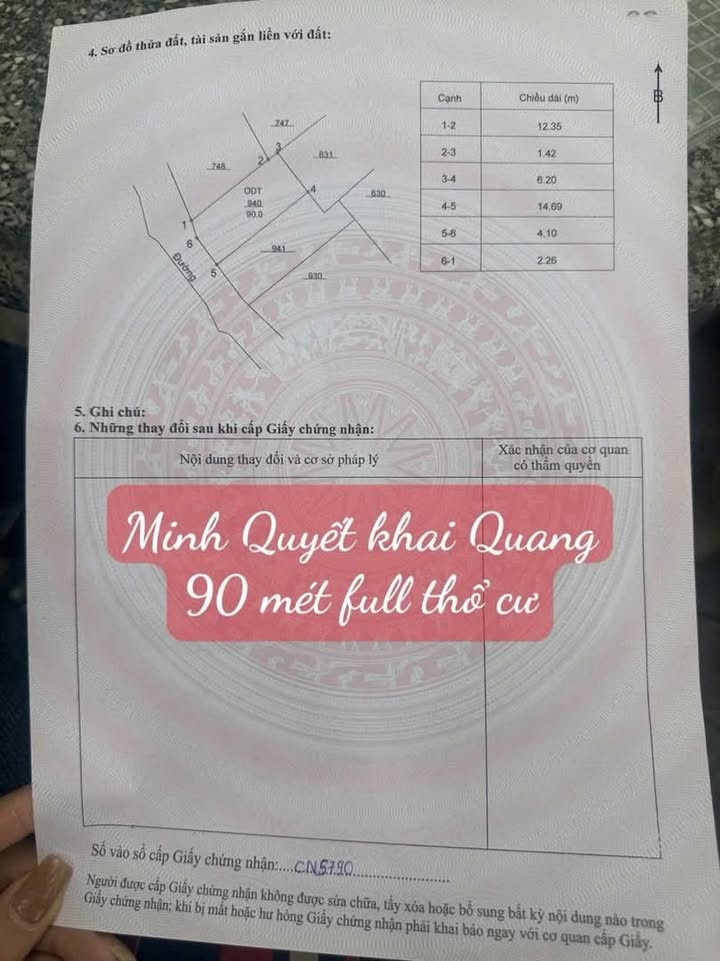 4. Sơ đồ thửa đất, tài sản gắn liền với đất:
B
Cạnh Chiều dài (m)
1-2 12.35
2-3 1.42
3-4 6.20
4-5 14.69
5-6 4.10
6-1 2.26
747
3
2
631
748
4
630
ODT
940
90.0
1
6
941
5
Đường
930
5. Ghi chú:
6. Những thay đổi sau khi cấp Giấy chứng nhận:
Nội dung thay đổi và cơ sở pháp lý
Xác nhận của cơ quan
có thẩm quyền
Minh Quyết khai Quang
90 mét full thổ cư
Số vào sổ cấp Giấy chứng nhận:....CN5790....................
Người được cấp Giấy chứng nhận không được sửa chữa, tẩy xóa hoặc bổ sung bất kỳ nội dung nào trong
Giấy chứng nhận; khi bị mất hoặc hư hỏng Giấy chứng nhận phải khai báo ngay với cơ quan cấp Giấy.